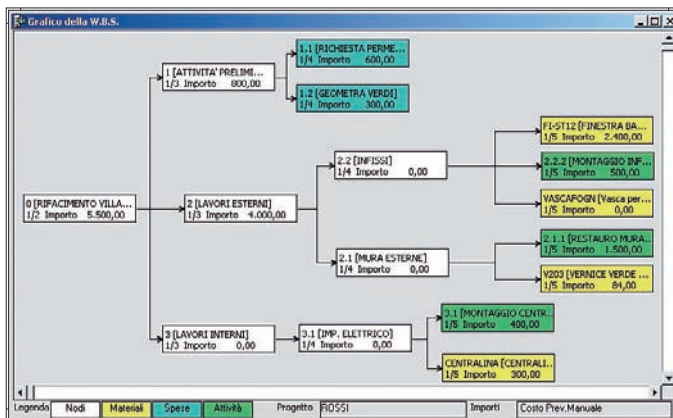 Grafico della W.B.S.
1.1 [RICHIESTA PERME...
1/4 Importo 600,00
1 [ATTIVITA' PRELIMI...
1/3 Importo 800,00
1.2 [GEOMETRA VERDI]
1/4 Importo 300,00
FI-ST12 [FINESTRA BA...
1/5 Importo 2.400,00
2.2 [INFISSI]
1/4 Importo 0,00
2.2.2 [MONTAGGIO INF...
1/5 Importo 500,00
0 [RIFACIMENTO VILLA...
1/2 Importo 5.500,00
2 [LAVORI ESTERNI]
1/3 Importo 4.000,00
VASCAFOGN [Vasca per...
1/5 Importo 0,00
2.1.1 [RESTAURO MURA...
1/5 Importo 1.500,00
2.1 [MURA ESTERNE]
1/4 Importo 0,00
V203 [VERNICE VERDE ...
1/5 Importo 84,00
3.1 [MONTAGGIO CENTR...
1/5 Importo 400,00
3 [LAVORI INTERNI]
1/3 Importo 0,00
3.1 [IMP. ELETTRICO]
1/4 Importo 0,00
CENTRALINA [CENTRALI...
1/5 Importo 300,00
Legenda Nodi Materiali Spese Attività Progetto ROSSI Importi Costo Prev.Manuale